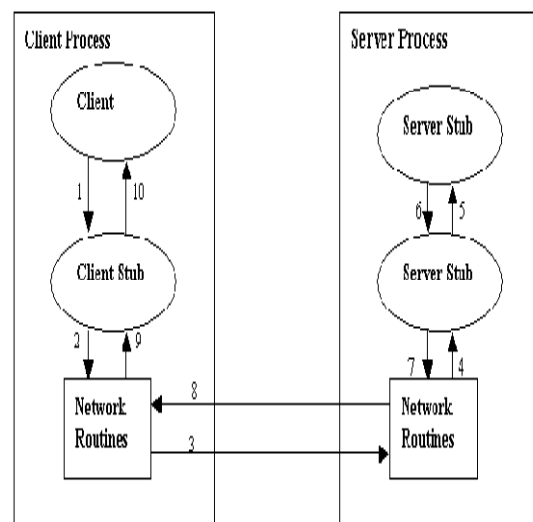 Client Process
Client
1
10
Client Stub
2
9
Network
Routines
Server Process
Server Stub
6
5
Server Stub
7
4
Network
Routines
8
3